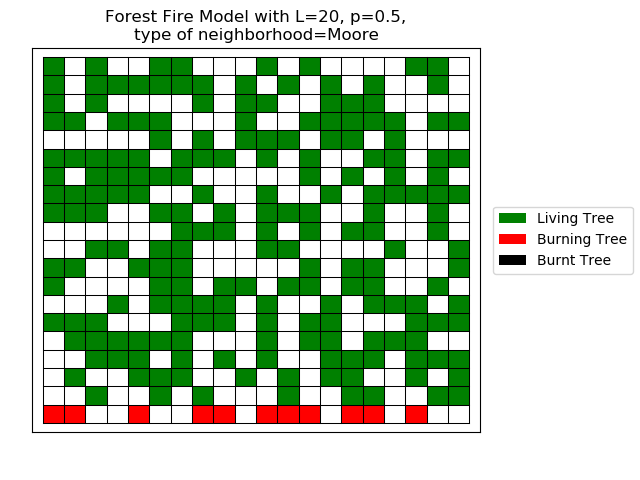 Forest Fire Model with L=20, p=0.5,
type of neighborhood=Moore
Living Tree
Burning Tree
Burnt Tree